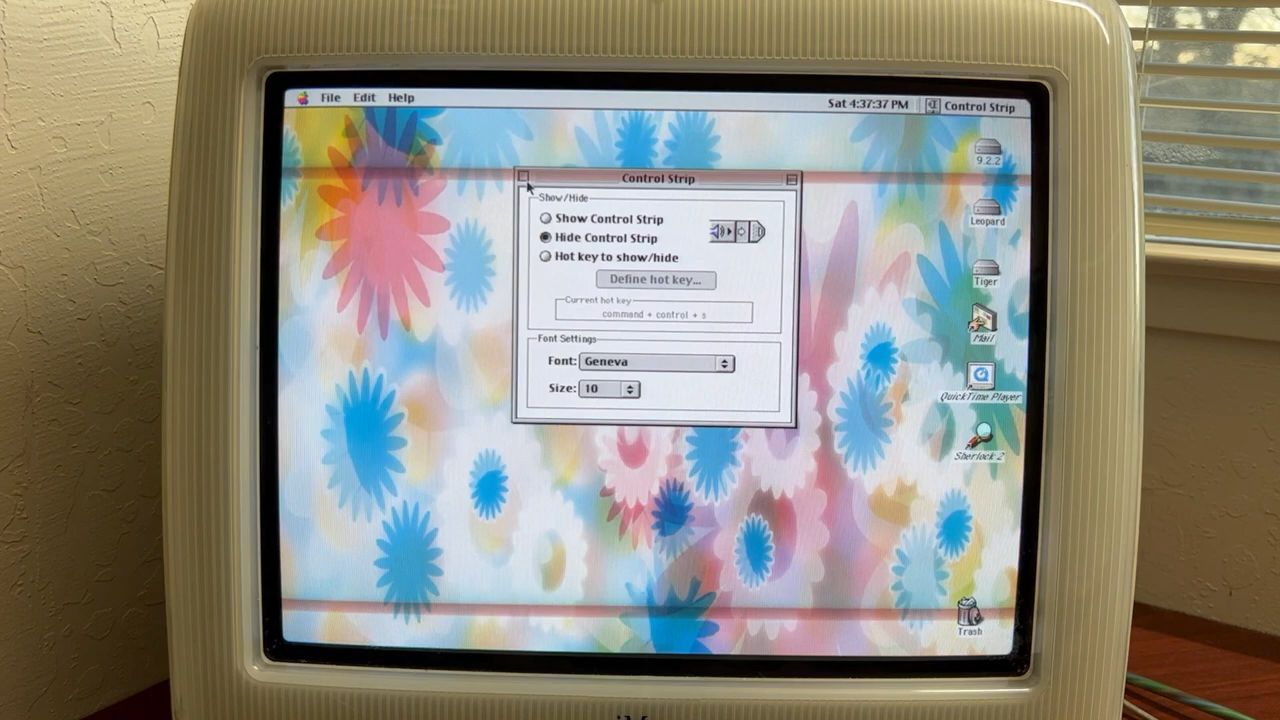 File Edit Help Sat 4:37:37 PM Control Strip
Control Strip
Show/Hide
Show Control Strip
Hide Control Strip
Hot key to show/hide
Define hot key...
Current hot key
command + control + s
Font Settings
Font: Geneva
Size: 10
9.2.2
Leopard
Tiger
Mail
QuickTime Player
Sherlock 2
Trash